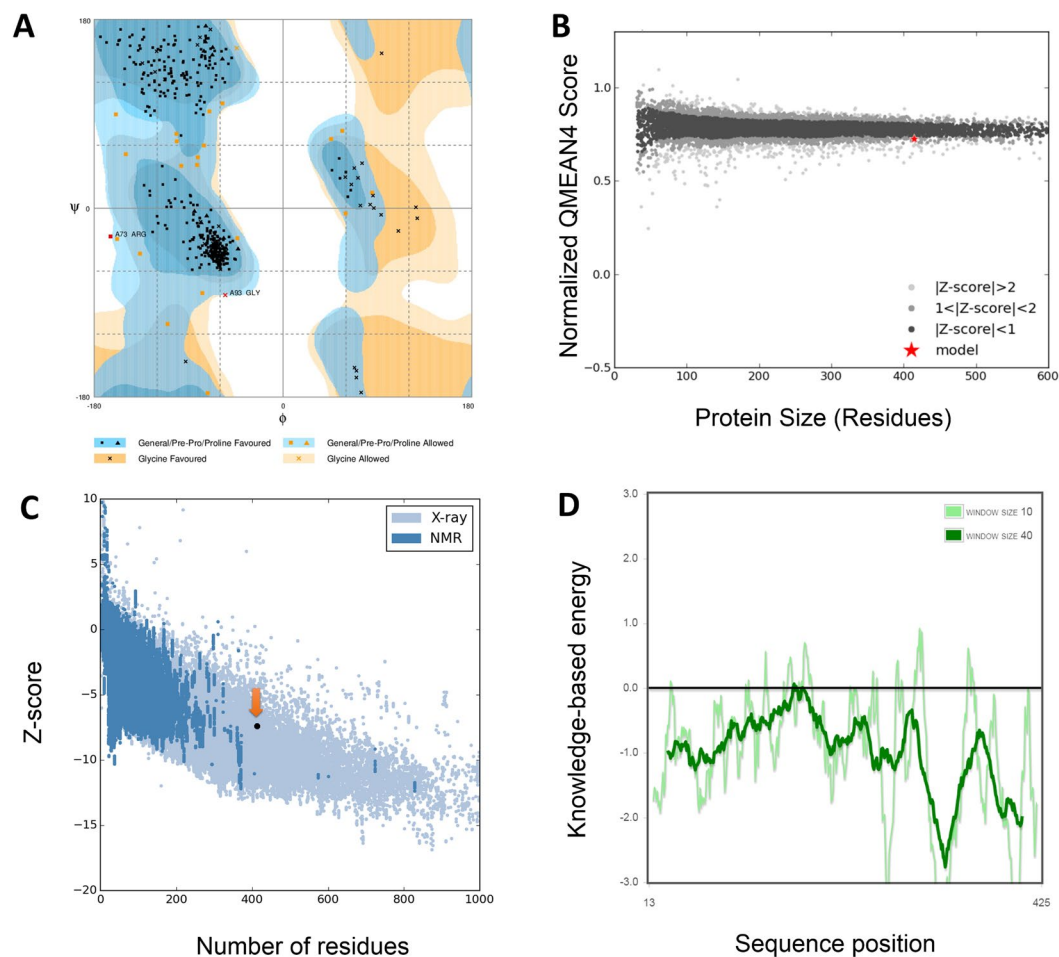 A
180
ψ
0
A73 ARG
A93 GLY
-180
-180
0
180
ϕ
General/Pre-Pro/Proline Favoured
General/Pre-Pro/Proline Allowed
Glycine Favoured
Glycine Allowed
B
Normalized QMEAN4 Score
1.0
0.5
0.0
−0.5
|Z-score|>2
1<|Z-score|<2
|Z-score|<1
model
0
100
200
300
400
500
600
Protein Size (Residues)
C
Z-score
10
5
0
−5
−10
−15
−20
X-ray
NMR
0
200
400
600
800
1000
Number of residues
D
Knowledge-based energy
3.0
2.0
1.0
0.0
-1.0
-2.0
-3.0
WINDOW SIZE 10
WINDOW SIZE 40
13
425
Sequence position